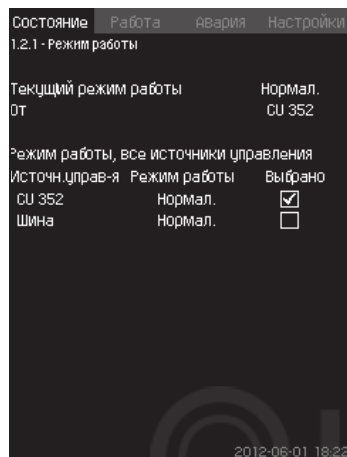 Состояние Работа Авария Настройки
1.2.1 - Режим работы
Текущий режим работы Нормал.
От CU 352
Режим работы, все источники управления
Источн.управ-я Режим работы Выбрано
CU 352 Нормал.
Шина Нормал.
2012-06-01 18:22